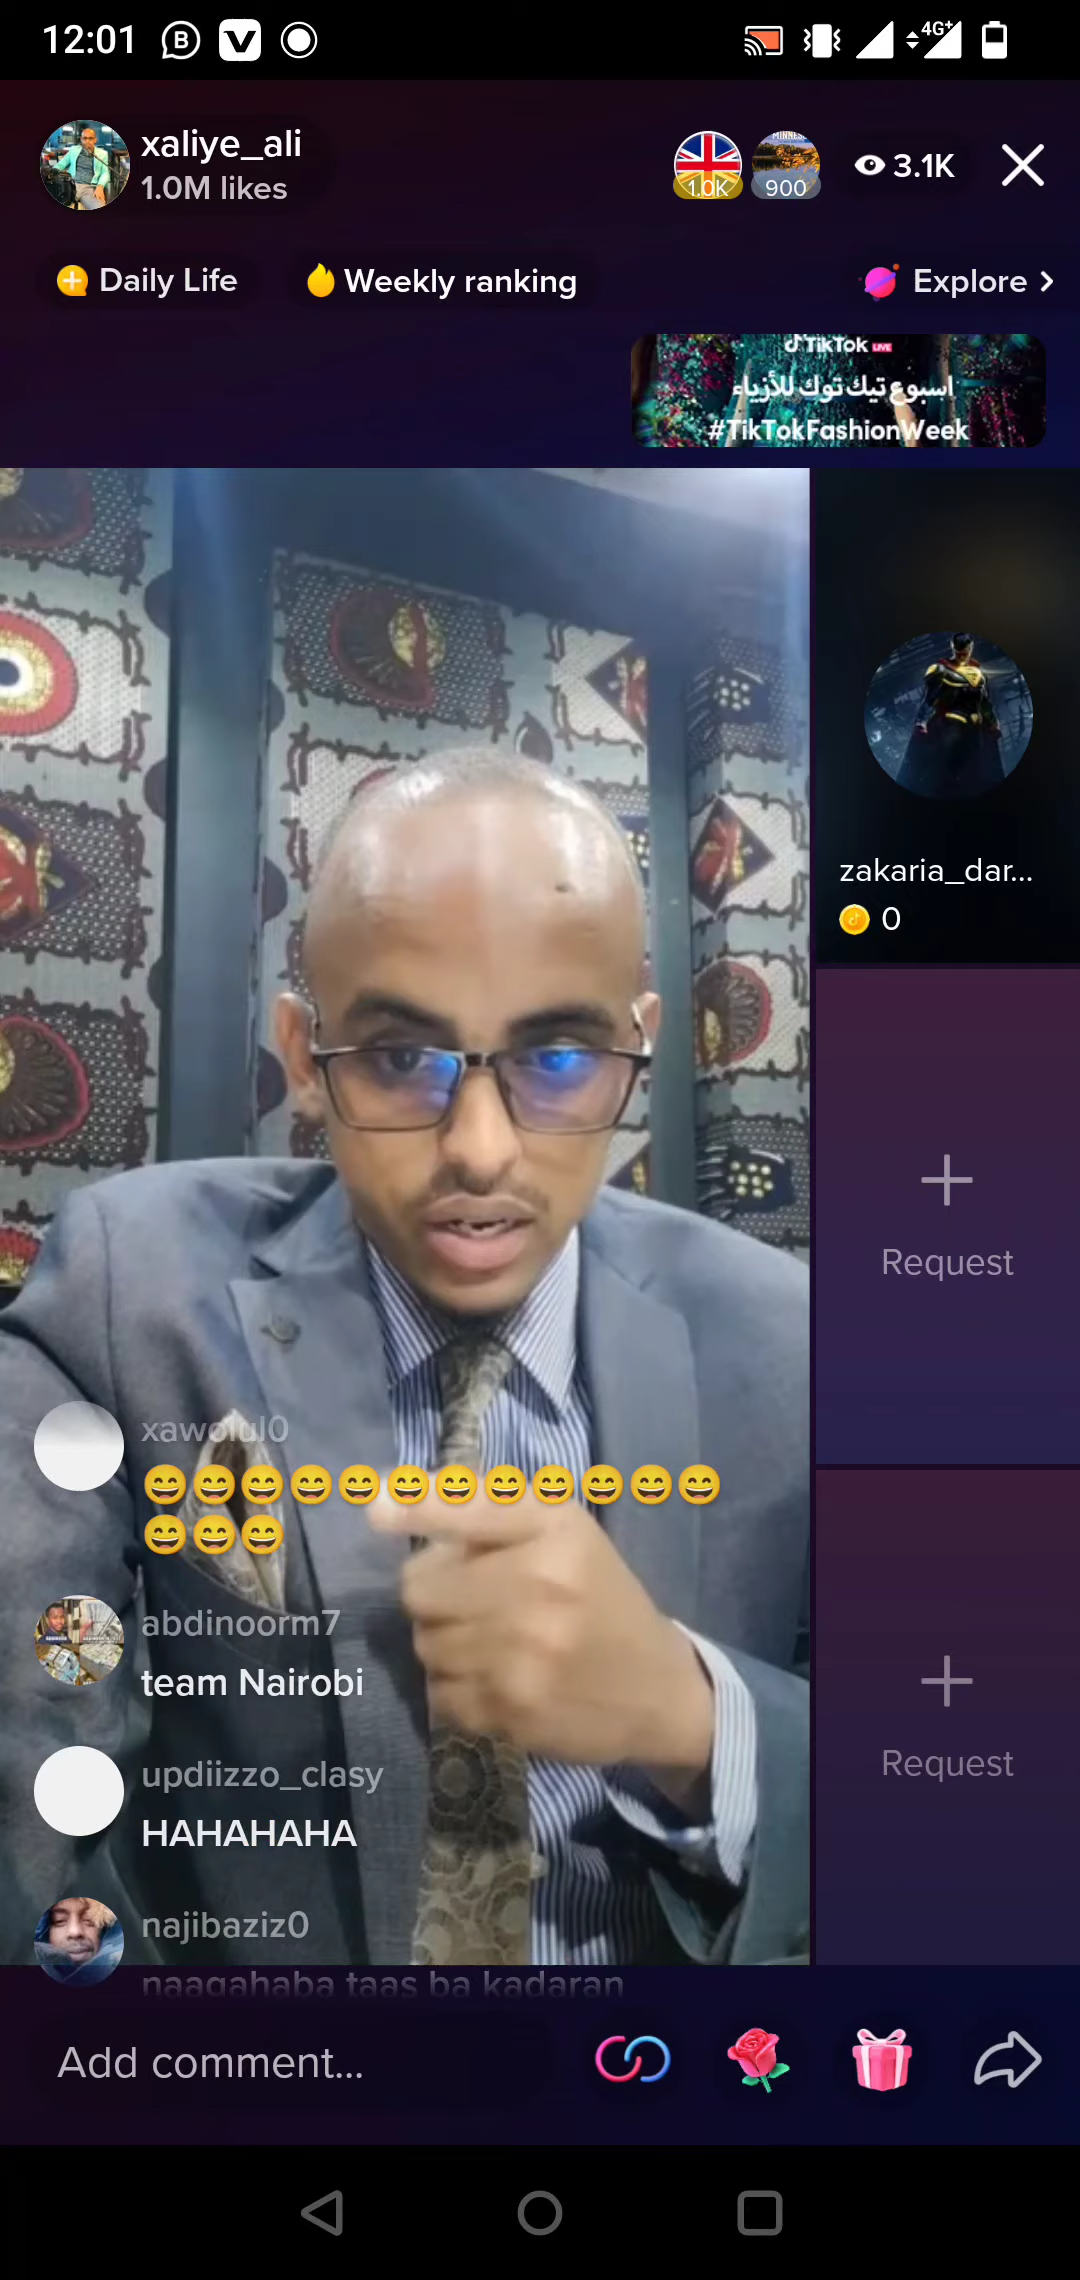 12:01
4G+
xaliye_ali
1.0M likes
MINNES
1.0K
900
3.1K
Daily Life
Weekly ranking
Explore
TikTok LIVE
اسبوع تيك توك للأزياء
#TikTokFashionWeek
zakaria_dar...
0
Request
Request
xawolul0
😄😄😄😄😄😄😄😄😄😄😄😄
😄😄😄
abdinoorm7
team Nairobi
updiizzo_clasy
HAHAHAHA
najibaziz0
naagahaba taas ba kadaran
Add comment...